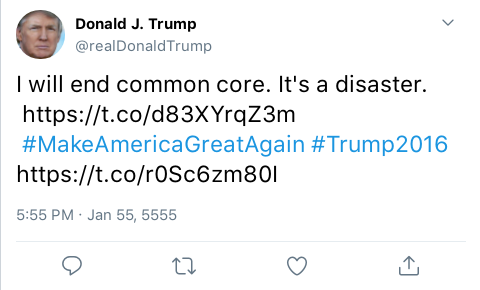 Donald J. Trump
@realDonaldTrump
I will end common core. It's a disaster.
https://t.co/d83XYrqZ3m
#MakeAmericaGreatAgain #Trump2016
https://t.co/r0Sc6zm80I
5:55 PM · Jan 55, 5555